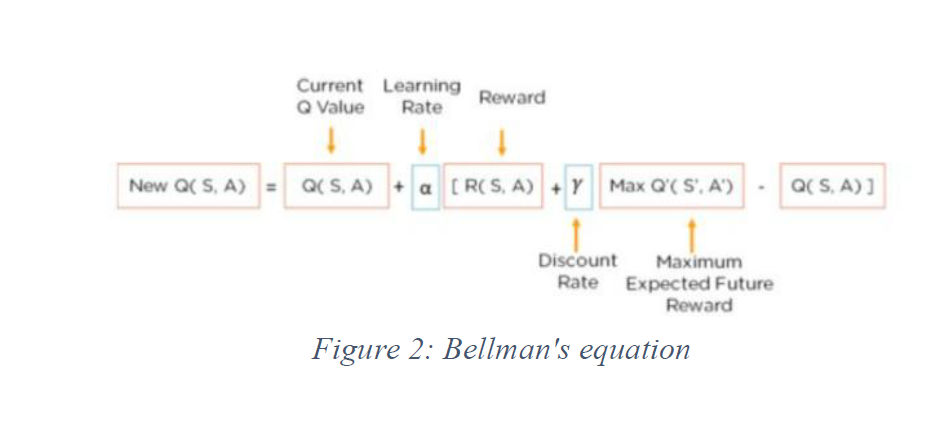 Current Q Value
Learning Rate
Reward
New Q( S, A) = Q( S, A) + α [ R( S, A) + γ Max Q'( S', A') - Q( S, A) ]
Discount Rate
Maximum Expected Future Reward
Figure 2: Bellman's equation